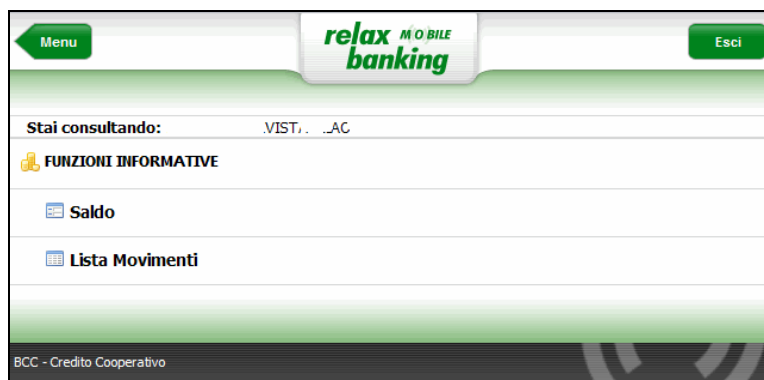 Menu
relax MOBILE
banking
Esci
Stai consultando:
FUNZIONI INFORMATIVE
Saldo
Lista Movimenti
BCC - Credito Cooperativo